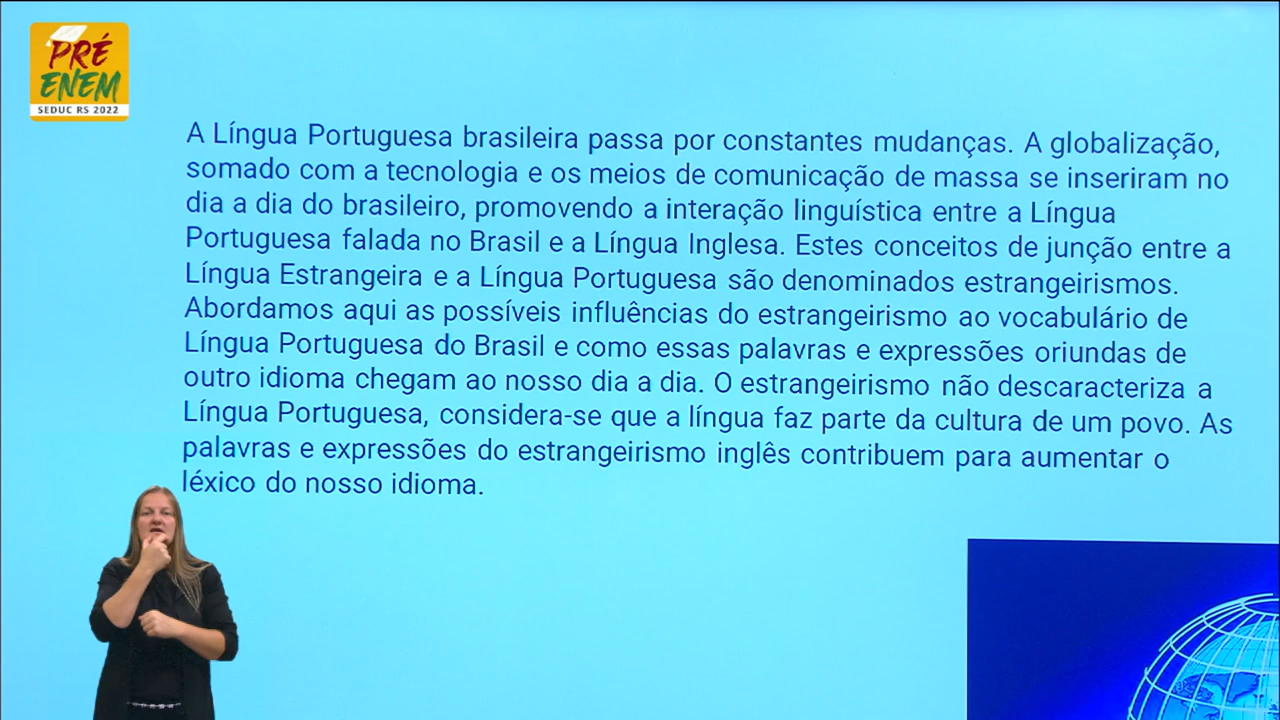 PRÉ
ENEM
SEDUC RS 2022
A Língua Portuguesa brasileira passa por constantes mudanças. A globalização,
somado com a tecnologia e os meios de comunicação de massa se inseriram no
dia a dia do brasileiro, promovendo a interação linguística entre a Língua
Portuguesa falada no Brasil e a Língua Inglesa. Estes conceitos de junção entre a
Língua Estrangeira e a Língua Portuguesa são denominados estrangeirismos.
Abordamos aqui as possíveis influências do estrangeirismo ao vocabulário de
Língua Portuguesa do Brasil e como essas palavras e expressões oriundas de
outro idioma chegam ao nosso dia a dia. O estrangeirismo não descaracteriza a
Língua Portuguesa, considera-se que a língua faz parte da cultura de um povo. As
palavras e expressões do estrangeirismo inglês contribuem para aumentar o
léxico do nosso idioma.